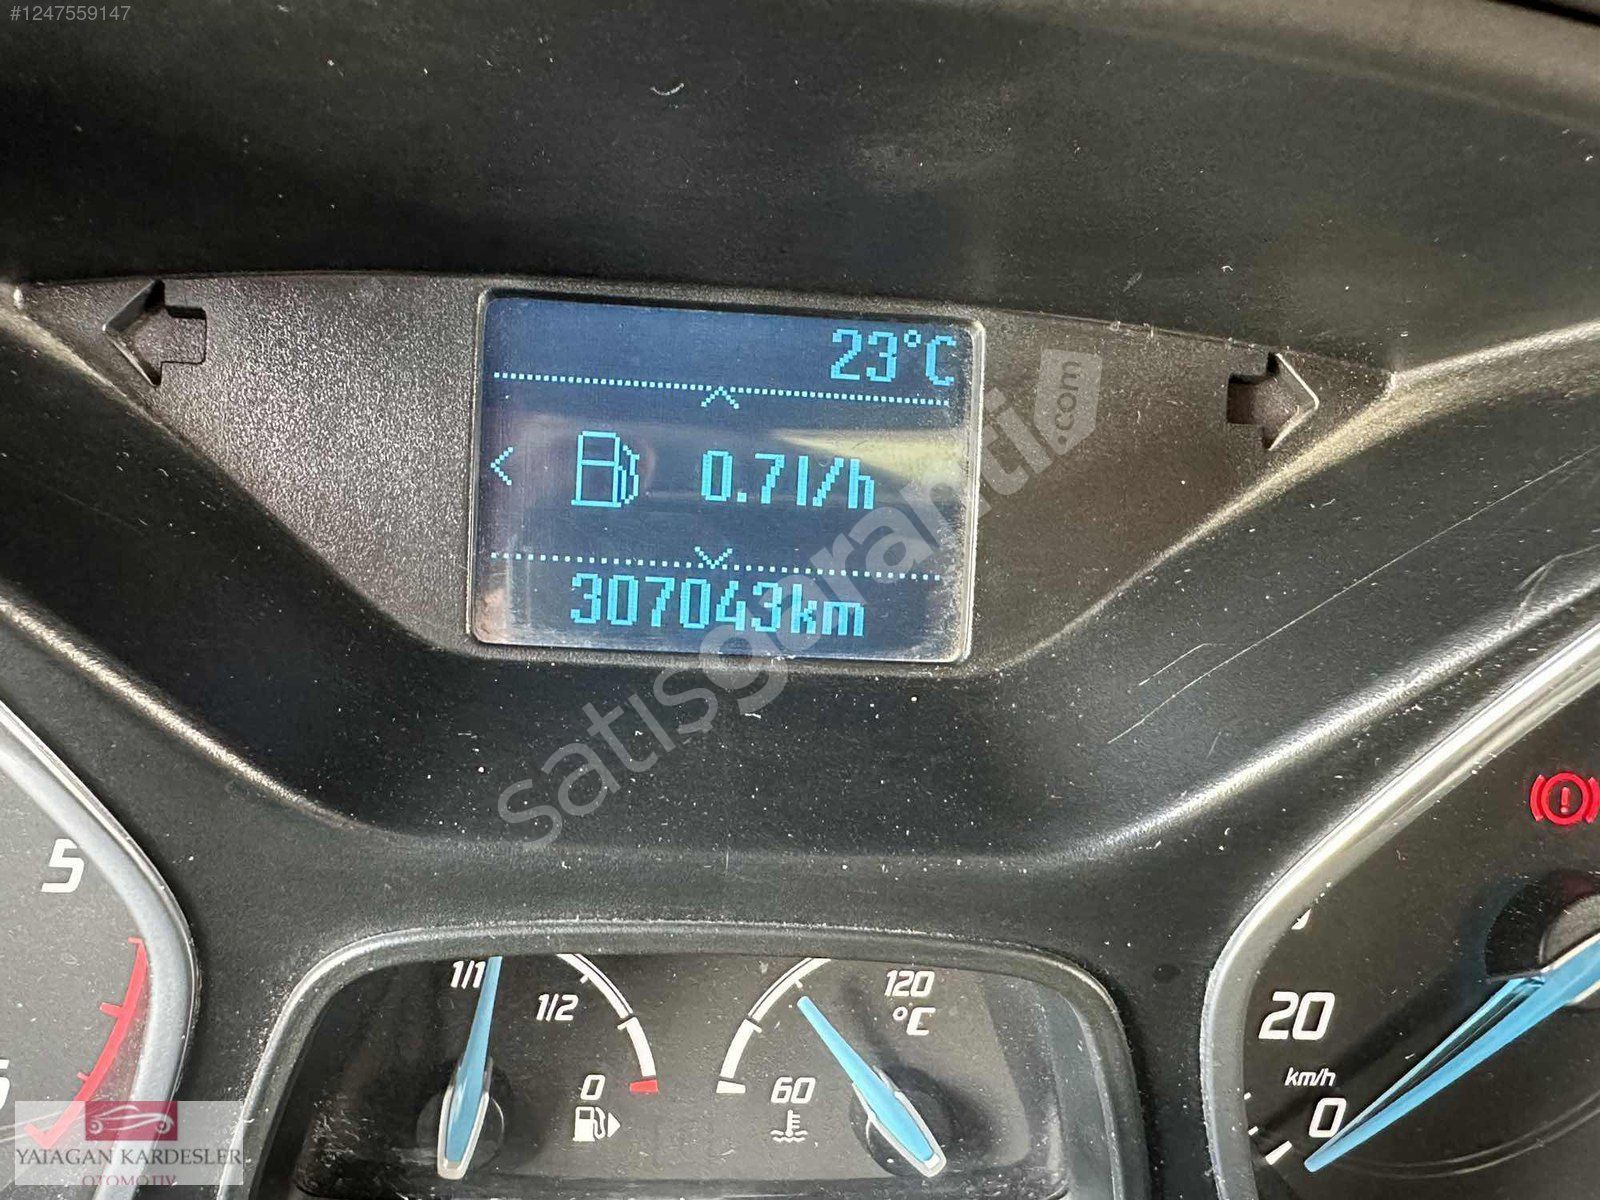 #1247559147
23°C
0.7l/h
307043km
satışgaranti.com
5
1/1
1/2
0
120
°C
60
20
km/h
0
YATAGAN KARDESLER
OTOMOTIV